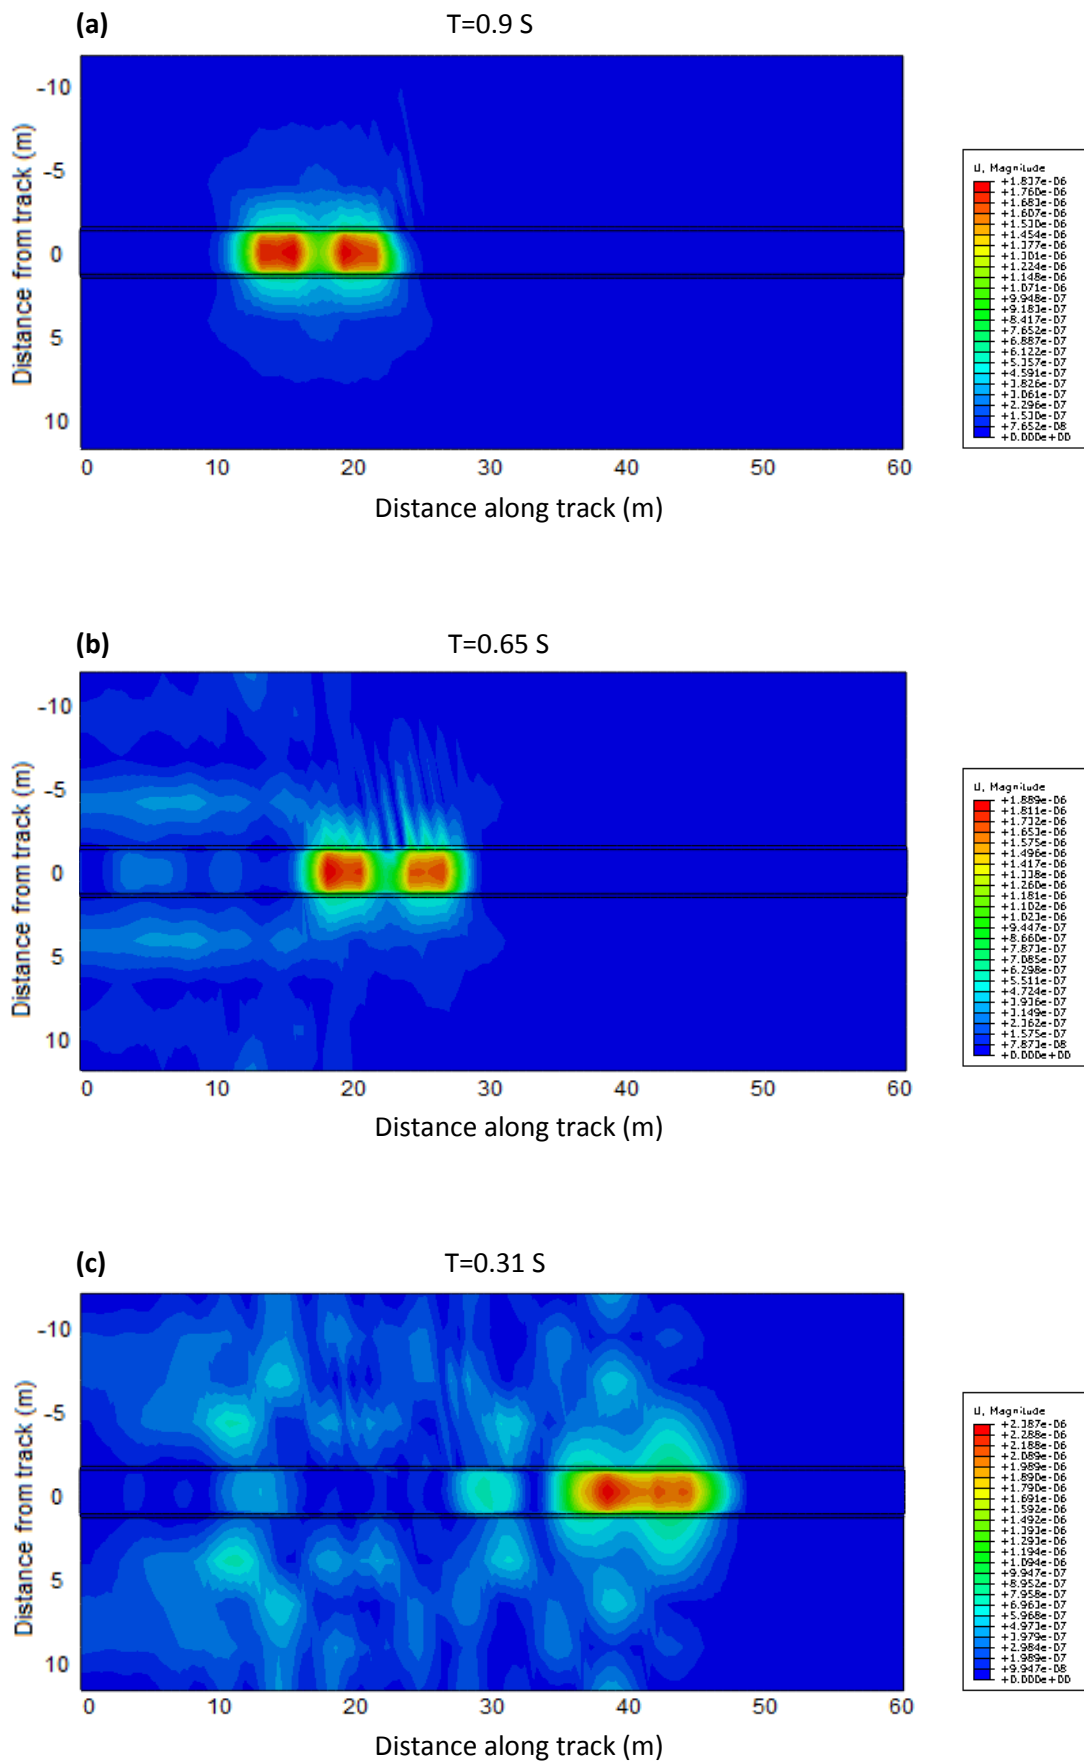 (a)
T=0.9 S
Distance from track (m)
-10
-5
0
5
10
0 10 20 30 40 50 60
Distance along track (m)
U, Magnitude
+1.837e-06
+1.760e-06
+1.683e-06
+1.607e-06
+1.530e-06
+1.454e-06
+1.377e-06
+1.301e-06
+1.224e-06
+1.148e-06
+1.071e-06
+9.948e-07
+9.183e-07
+8.417e-07
+7.652e-07
+6.887e-07
+6.122e-07
+5.357e-07
+4.591e-07
+3.826e-07
+3.061e-07
+2.296e-07
+1.530e-07
+7.652e-08
+0.000e+00
(b)
T=0.65 S
Distance from track (m)
-10
-5
0
5
10
0 10 20 30 40 50 60
Distance along track (m)
U, Magnitude
+1.889e-06
+1.811e-06
+1.732e-06
+1.653e-06
+1.575e-06
+1.496e-06
+1.417e-06
+1.338e-06
+1.260e-06
+1.181e-06
+1.102e-06
+1.023e-06
+9.447e-07
+8.660e-07
+7.873e-07
+7.085e-07
+6.298e-07
+5.511e-07
+4.724e-07
+3.936e-07
+3.149e-07
+2.362e-07
+1.575e-07
+7.873e-08
+0.000e+00
(c)
T=0.31 S
Distance from track (m)
-10
-5
0
5
10
0 10 20 30 40 50 60
Distance along track (m)
U, Magnitude
+2.387e-06
+2.288e-06
+2.188e-06
+2.089e-06
+1.989e-06
+1.890e-06
+1.790e-06
+1.691e-06
+1.592e-06
+1.492e-06
+1.393e-06
+1.293e-06
+1.194e-06
+1.094e-06
+9.947e-07
+8.952e-07
+7.958e-07
+6.963e-07
+5.968e-07
+4.973e-07
+3.979e-07
+2.984e-07
+1.989e-07
+9.947e-08
+0.000e+00